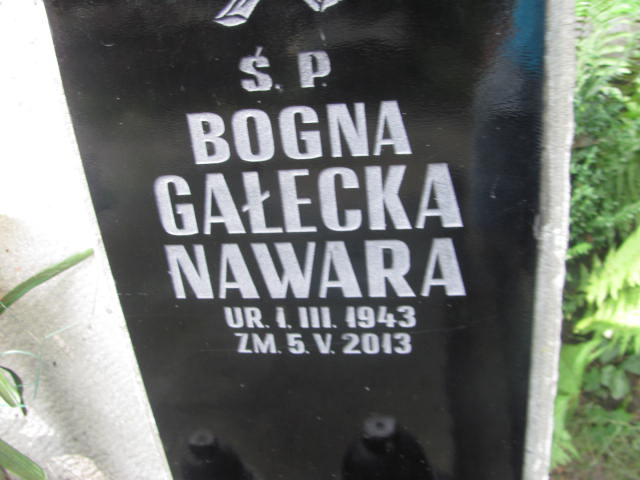 Ś. P.
BOGNA
GAŁECKA
NAWARA
UR. 1. III. 1943
ZM. 5. V. 2013